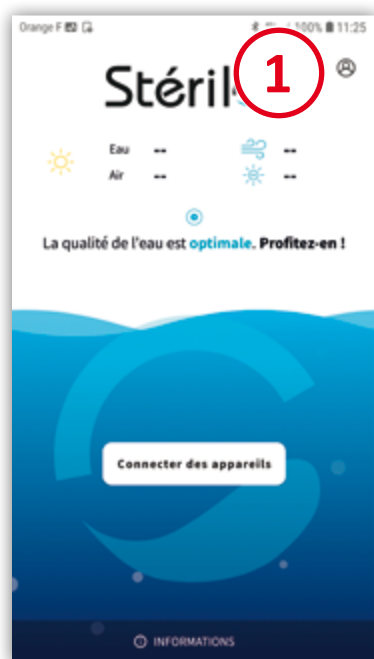 Orange F 100% 11:25
1
Stéril
Eau -- --
Air -- --
La qualité de l'eau est optimale. Profitez-en !
Connecter des appareils
INFORMATIONS